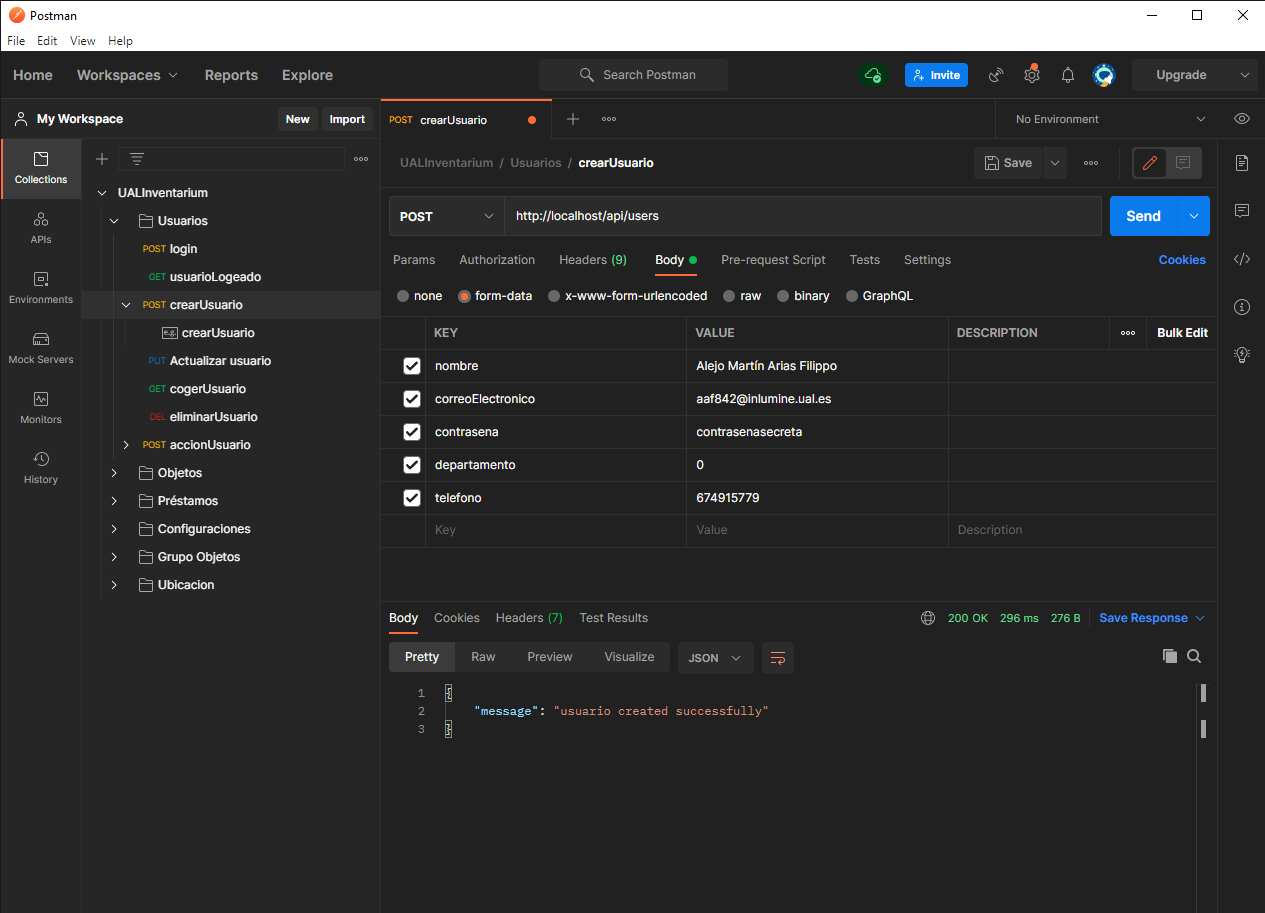 Postman
File Edit View Help
Home Workspaces Reports Explore Search Postman Invite Upgrade
My Workspace New Import POST crearUsuario No Environment
Collections
APIs
Environments
Mock Servers
Monitors
History
UALInventarium
Usuarios
POST login
GET usuarioLogeado
POST crearUsuario
e.g. crearUsuario
PUT Actualizar usuario
GET cogerUsuario
DEL eliminarUsuario
POST accionUsuario
Objetos
Préstamos
Configuraciones
Grupo Objetos
Ubicacion
UALInventarium / Usuarios / crearUsuario Save
POST http://localhost/api/users Send
Params Authorization Headers (9) Body Pre-request Script Tests Settings Cookies
none form-data x-www-form-urlencoded raw binary GraphQL
KEY VALUE DESCRIPTION Bulk Edit
nombre Alejo Martín Arias Filippo
correoElectronico aaf842@inlumine.ual.es
contrasena contrasenasecreta
departamento 0
telefono 674915779
Key Value Description
Body Cookies Headers (7) Test Results 200 OK 296 ms 276 B Save Response
Pretty Raw Preview Visualize JSON
1 {
2 "message": "usuario created successfully"
3 }